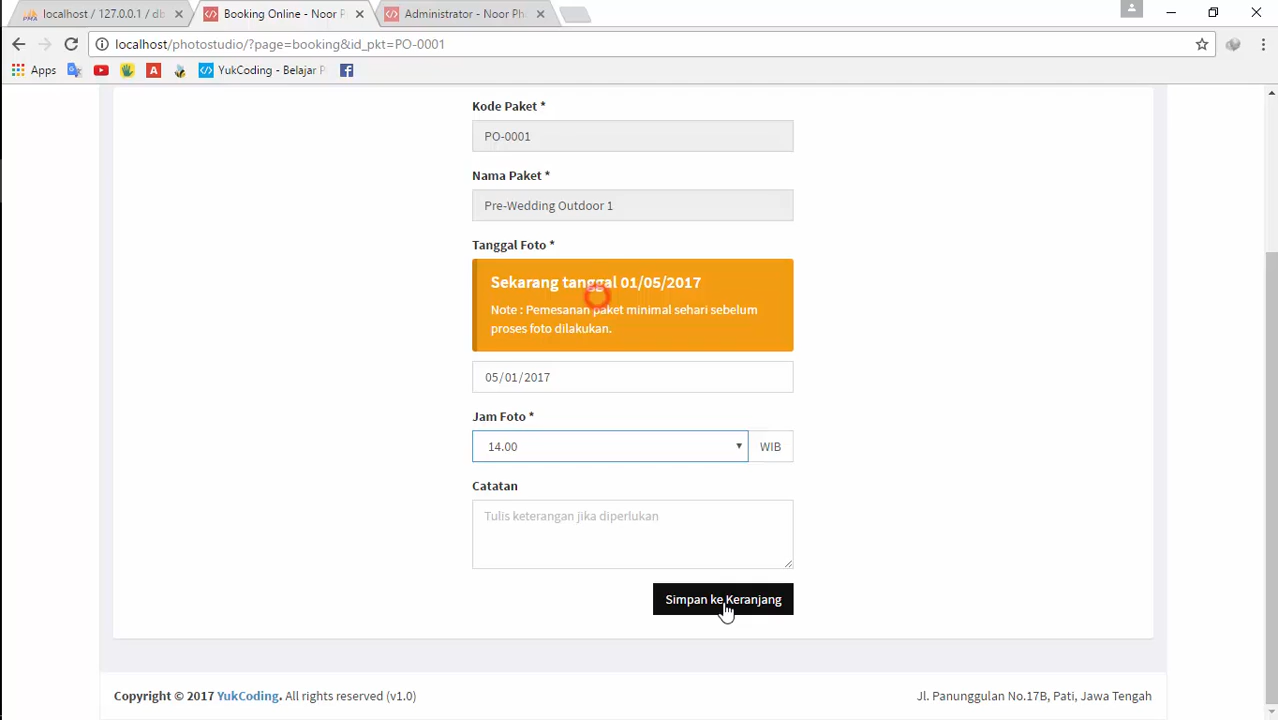 localhost / 127.0.0.1 / db
Booking Online - Noor P
Administrator - Noor Ph
localhost/photostudio/?page=booking&id_pkt=PO-0001
Apps
YukCoding - Belajar P
Kode Paket *
PO-0001
Nama Paket *
Pre-Wedding Outdoor 1
Tanggal Foto *
Sekarang tanggal 01/05/2017
Note : Pemesanan paket minimal sehari sebelum
proses foto dilakukan.
05/01/2017
Jam Foto *
14.00
WIB
Catatan
Tulis keterangan jika diperlukan
Simpan ke Keranjang
Copyright © 2017 YukCoding. All rights reserved (v1.0)
Jl. Panunggulan No.17B, Pati, Jawa Tengah